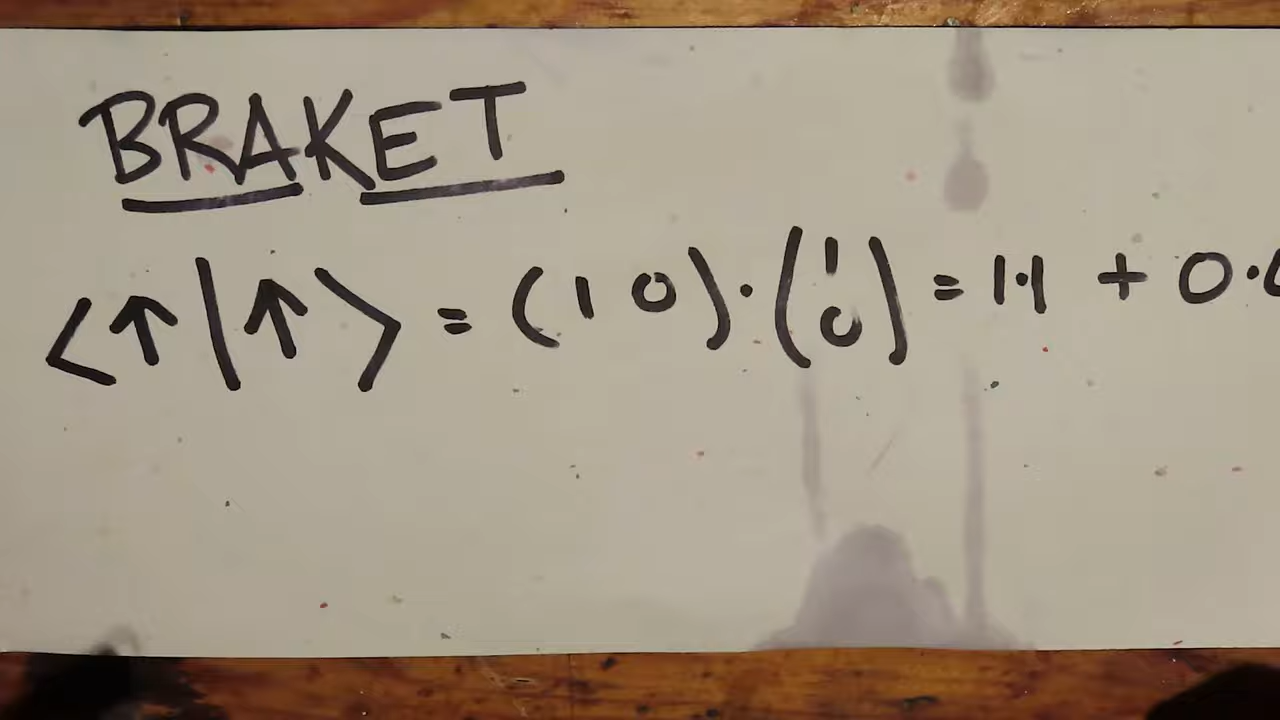 BRAKET
<↑|↑> = (1 0)·(1 0) = 1·1 + 0·